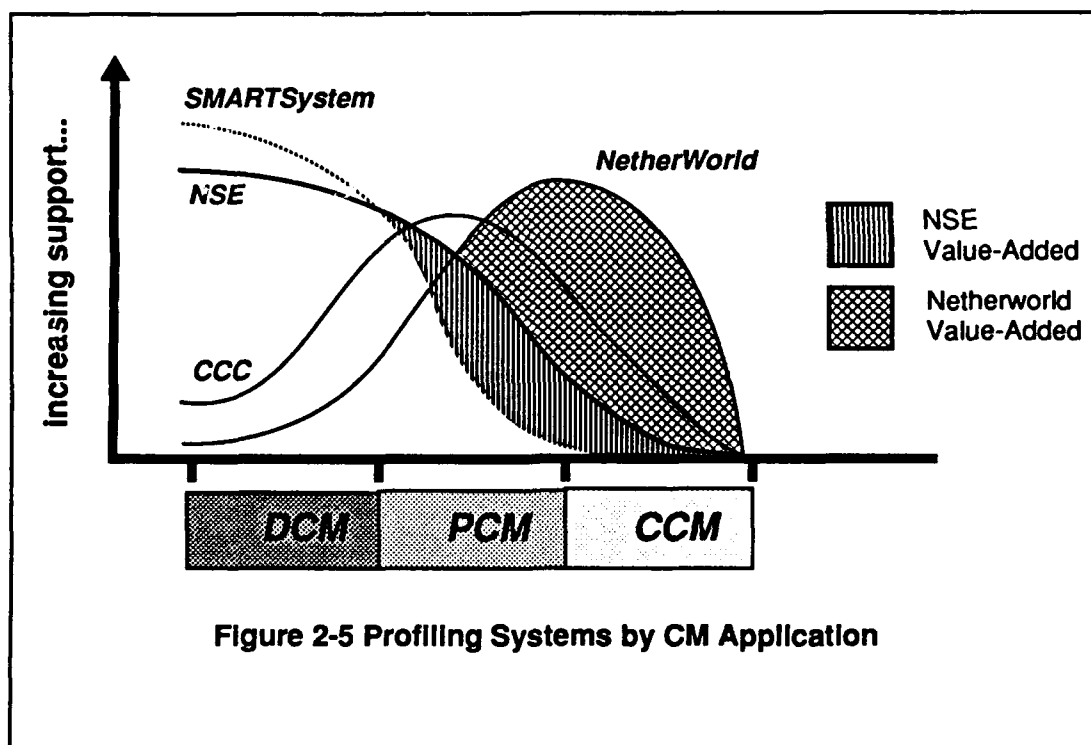 SMARTSystem
increasing support...
NSE
NetherWorld
CCC
NSE
Value-Added
Netherworld
Value-Added
DCM
PCM
CCM
Figure 2-5 Profiling Systems by CM Application